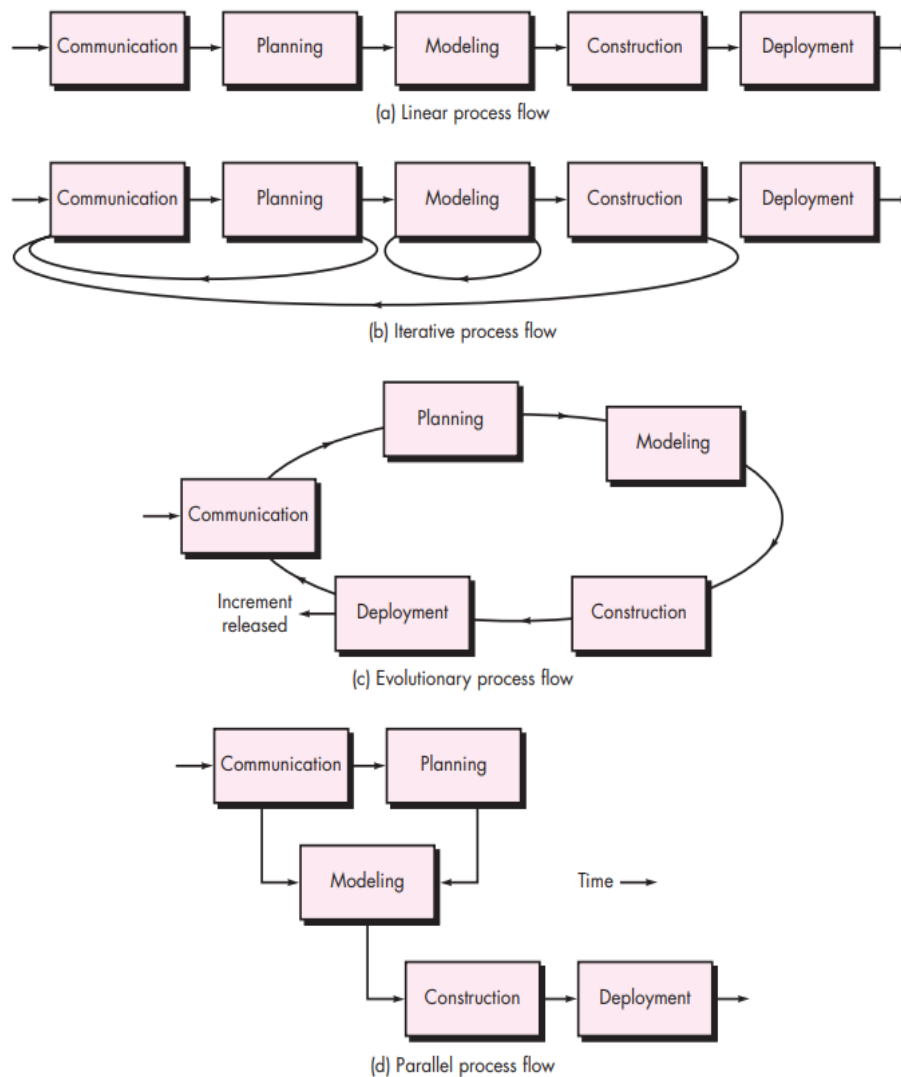 Communication Planning Modeling Construction Deployment
(a) Linear process flow
Communication Planning Modeling Construction Deployment
(b) Iterative process flow
Planning
Modeling
Communication
Increment
released
Deployment
Construction
(c) Evolutionary process flow
Communication Planning
Modeling
Time
Construction Deployment
(d) Parallel process flow